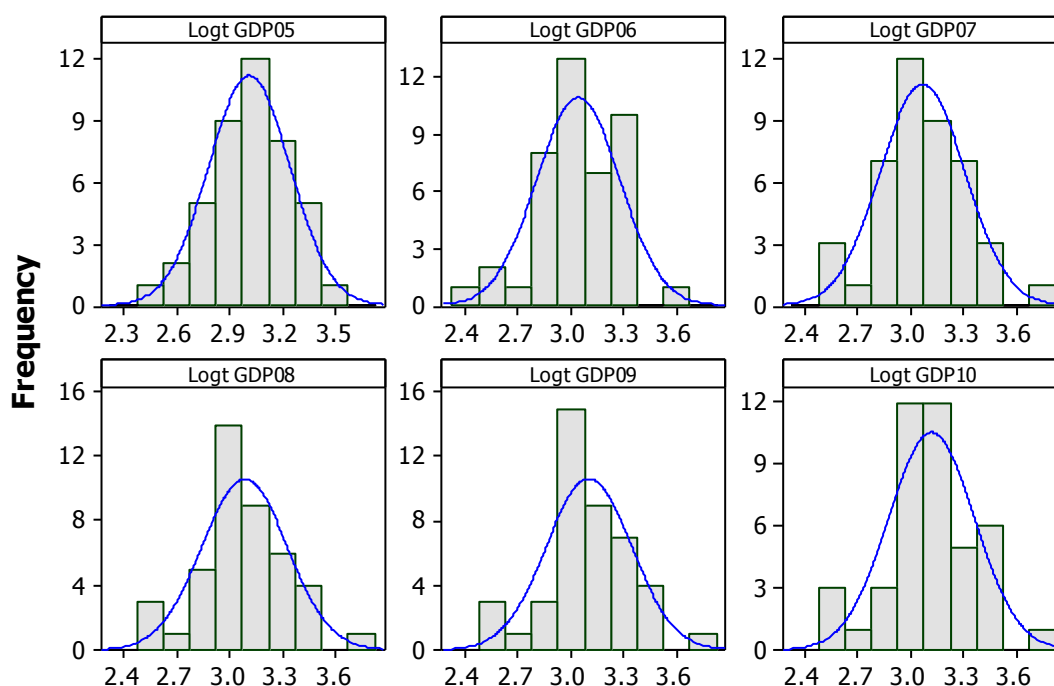 Logt GDP05 Logt GDP06 Logt GDP07
12 12 12
9 9 9
6 6 6
3 3 3
0 0 0
2.3 2.6 2.9 3.2 3.5 2.4 2.7 3.0 3.3 3.6 2.4 2.7 3.0 3.3 3.6
Frequency
Logt GDP08 Logt GDP09 Logt GDP10
16 16 12
12 12 9
8 8 6
4 4 3
0 0 0
2.4 2.7 3.0 3.3 3.6 2.4 2.7 3.0 3.3 3.6 2.4 2.7 3.0 3.3 3.6